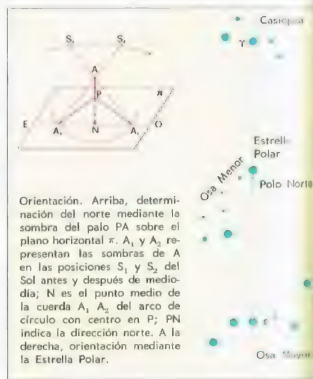 Casiopea
γ
S₁ S₂
A
P
π
E
A₁ N A₂ O
Estrella
Polar
Osa Menor
Polo Norte
Orientación. Arriba, determi-
nación del norte mediante la
sombra del palo PA sobre el
plano horizontal π. A₁ y A₂ re-
presentan las sombras de A
en las posiciones S₁ y S₂ del
Sol antes y después de medio-
día; N es el punto medio de
la cuerda A₁ A₂ del arco de
círculo con centro en P; PN
indica la dirección norte. A la
derecha, orientación mediante
la Estrella Polar.
ε
Osa Mayor